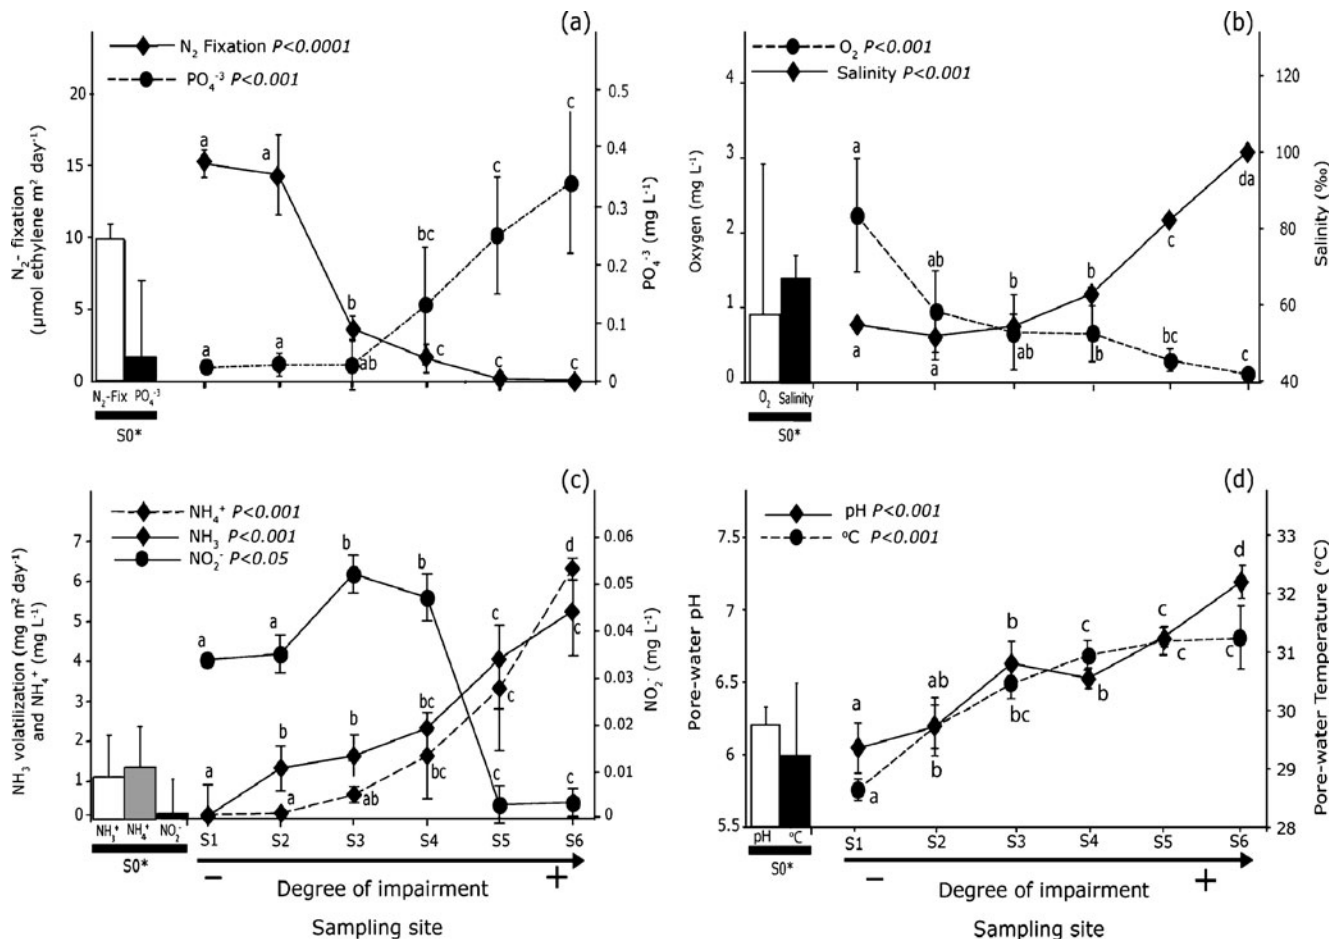 (a)
N₂ Fixation P<0.0001
PO₄⁻³ P<0.001
N₂- fixation
(µmol ethylene m² day⁻¹)
20
15
10
5
0
PO₄⁻³ (mg L⁻¹)
0.5
0.4
0.3
0.2
0.1
0
a a b c c c
a a ab bc c c
N₂-Fix PO₄⁻³
S0*
(b)
O₂ P<0.001
Salinity P<0.001
Oxygen (mg L⁻¹)
4
3
2
1
0
Salinity (‰)
120
100
80
60
40
a ab b b c da
a a ab b bc c
O₂ Salinity
S0*
(c)
NH₄⁺ P<0.001
NH₃ P<0.001
NO₂⁻ P<0.05
NH₃ volatilization (mg m² day⁻¹)
and NH₄⁺ (mg L⁻¹)
7
6
5
4
3
2
1
0
NO₂⁻ (mg L⁻¹)
0.06
0.05
0.04
0.03
0.02
0.01
0
a a b b c d
a b b bc c c
a ab bc c c
NH₃⁺ NH₄⁺ NO₂⁻
S0*
S1 S2 S3 S4 S5 S6
− +
Degree of impairment
Sampling site
(d)
pH P<0.001
ºC P<0.001
Pore-water pH
7.5
7
6.5
6
5.5
Pore-water Temperature (°C)
33
32
31
30
29
28
a ab b c c d
a b bc b c c
pH ºC
S0*
S1 S2 S3 S4 S5 S6
− +
Degree of impairment
Sampling site